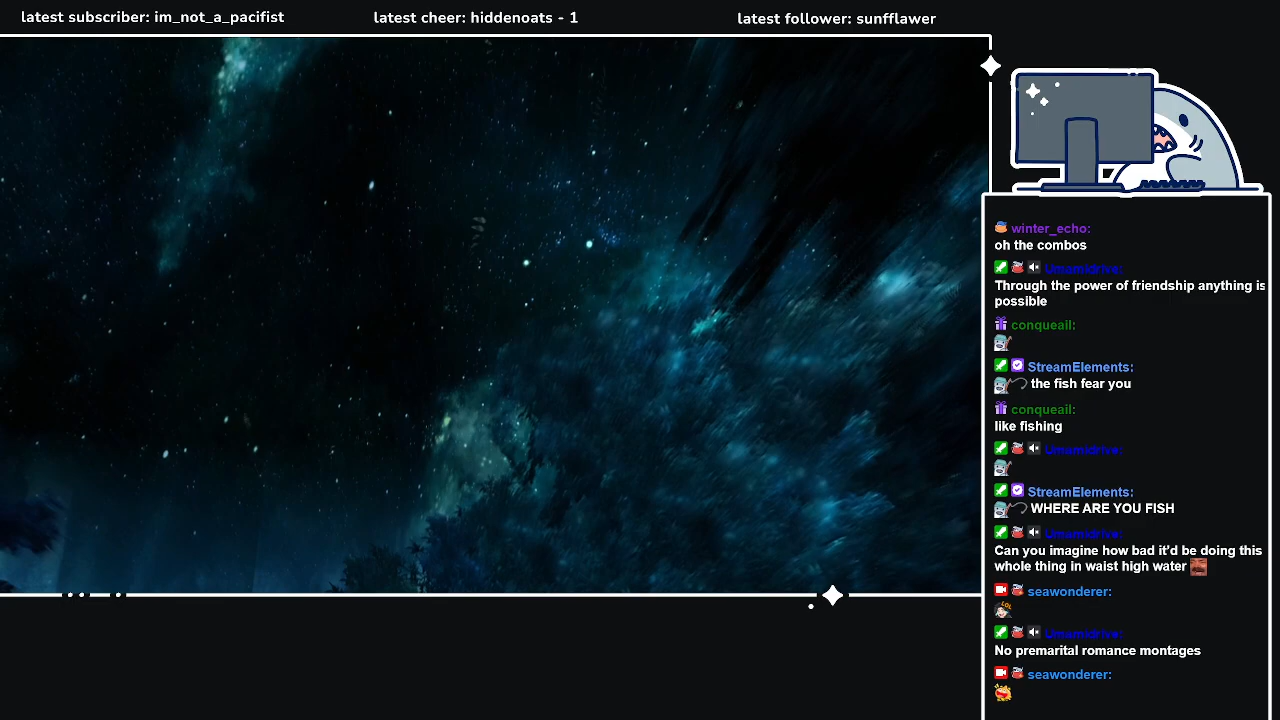 latest subscriber: im_not_a_pacifist
latest cheer: hiddenoats - 1
latest follower: sunfflawer
winter_echo:
oh the combos
Umamidrive:
Through the power of friendship anything is
possible
conqueail:
StreamElements:
the fish fear you
conqueail:
like fishing
Umamidrive:
StreamElements:
WHERE ARE YOU FISH
Umamidrive:
Can you imagine how bad it'd be doing this
whole thing in waist high water
seawonderer:
LOL
Umamidrive:
No premarital romance montages
seawonderer: